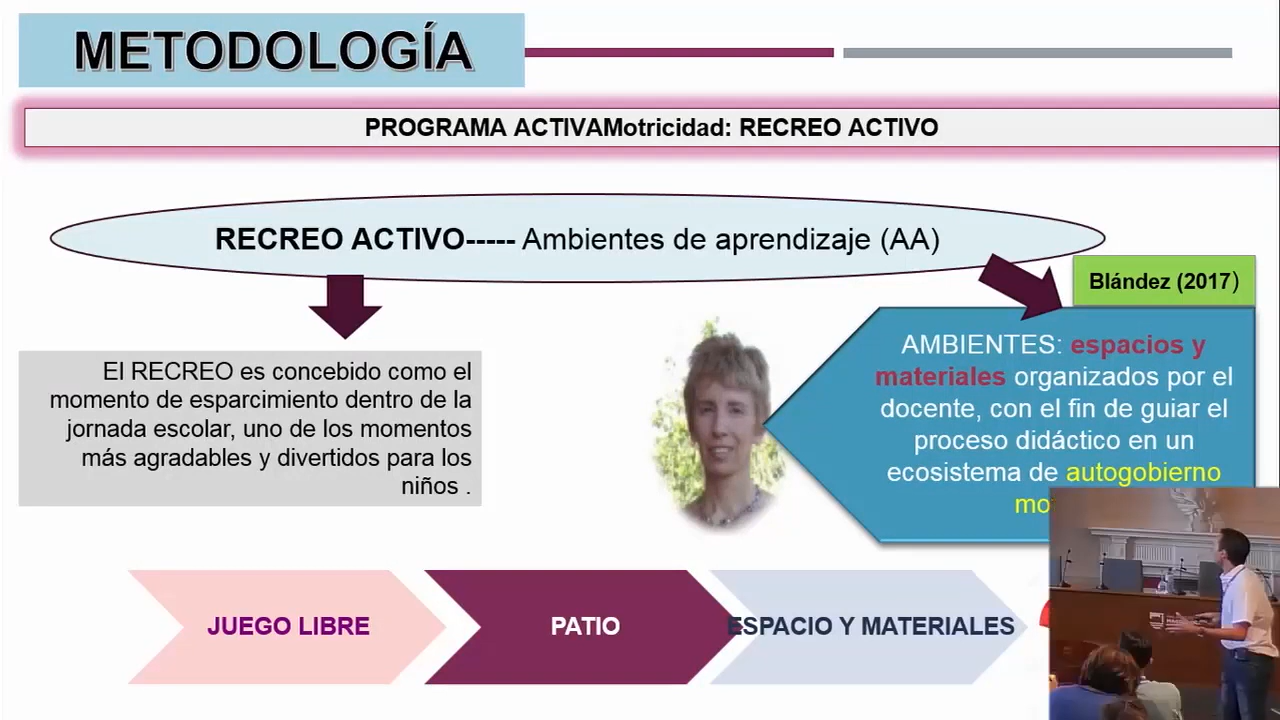 METODOLOGÍA
PROGRAMA ACTIVAMotricidad: RECREO ACTIVO
RECREO ACTIVO----- Ambientes de aprendizaje (AA)
Blández (2017)
El RECREO es concebido como el
momento de esparcimiento dentro de la
jornada escolar, uno de los momentos
más agradables y divertidos para los
niños .
AMBIENTES: espacios y
materiales organizados por el
docente, con el fin de guiar el
proceso didáctico en un
ecosistema de autogobierno
JUEGO LIBRE
PATIO
ESPACIO Y MATERIALES